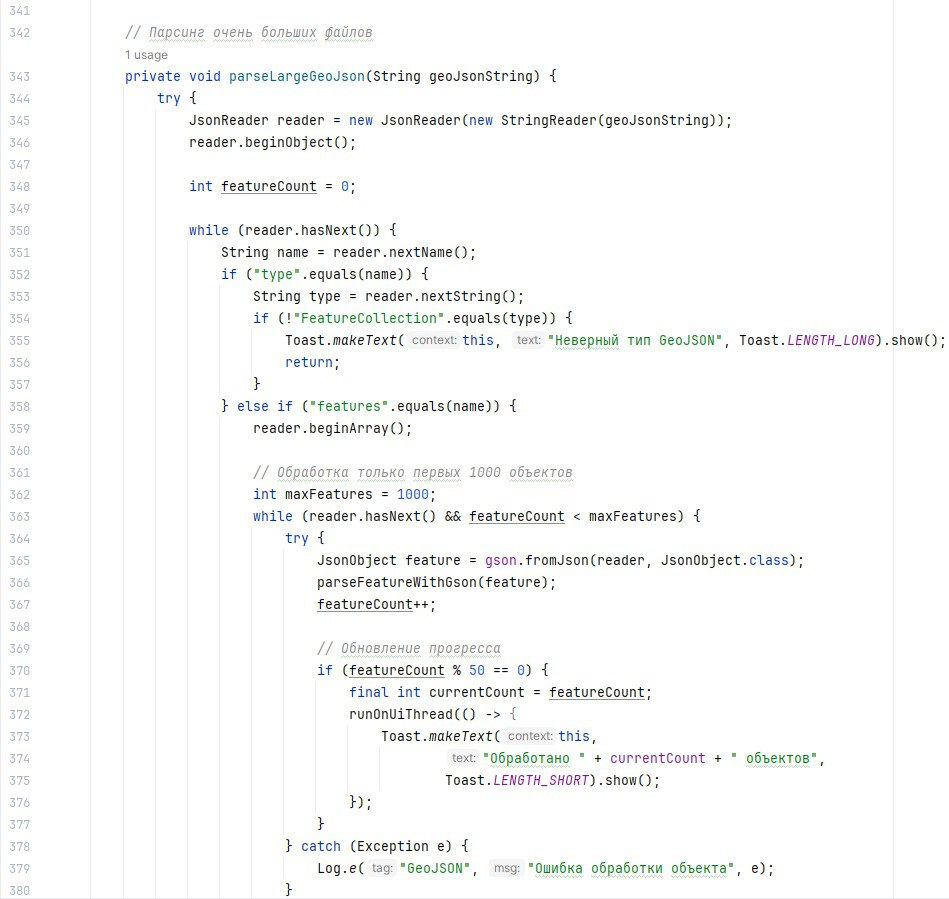 341
342 // Парсинг очень больших файлов
1 usage
343 private void parseLargeGeoJson(String geoJsonString) {
344 try {
345 JsonReader reader = new JsonReader(new StringReader(geoJsonString));
346 reader.beginObject();
347
348 int featureCount = 0;
349
350 while (reader.hasNext()) {
351 String name = reader.nextName();
352 if ("type".equals(name)) {
353 String type = reader.nextString();
354 if (!"FeatureCollection".equals(type)) {
355 Toast.makeText( context: this, text: "Неверный тип GeoJSON", Toast.LENGTH_LONG).show();
356 return;
357 }
358 } else if ("features".equals(name)) {
359 reader.beginArray();
360
361 // Обработка только первых 1000 объектов
362 int maxFeatures = 1000;
363 while (reader.hasNext() && featureCount < maxFeatures) {
364 try {
365 JsonObject feature = gson.fromJson(reader, JsonObject.class);
366 parseFeatureWithGson(feature);
367 featureCount++;
368
369 // Обновление прогресса
370 if (featureCount % 50 == 0) {
371 final int currentCount = featureCount;
372 runOnUiThread(() -> {
373 Toast.makeText( context: this,
374 text: "Обработано " + currentCount + " объектов",
375 Toast.LENGTH_SHORT).show();
376 });
377 }
378 } catch (Exception e) {
379 Log.e( tag: "GeoJSON", msg: "Ошибка обработки объекта", e);
380 }